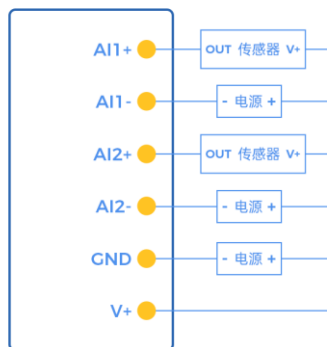 AI1+ OUT 传感器 V+
AI1- - 电源 +
AI2+ OUT 传感器 V+
AI2- - 电源 +
GND - 电源 +
V+